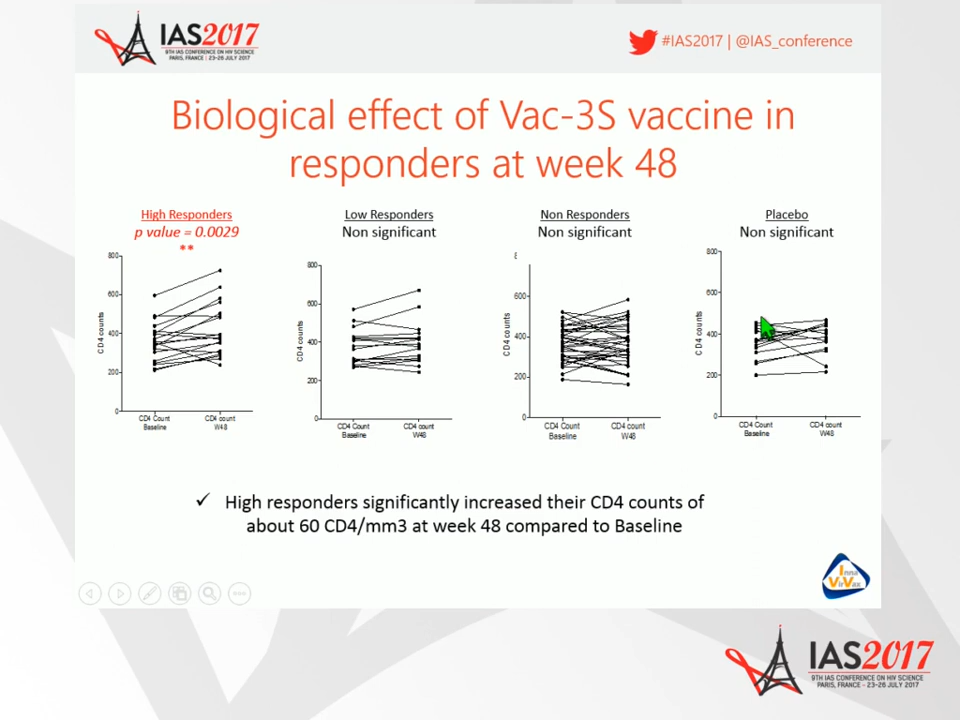 IAS2017
9TH IAS CONFERENCE ON HIV SCIENCE
PARIS, FRANCE | 23-26 JULY 2017
#IAS2017 | @IAS_conference
Biological effect of Vac-3S vaccine in
responders at week 48
High Responders
p value = 0.0029
**
Low Responders
Non significant
Non Responders
Non significant
Placebo
Non significant
800
600
400
200
0
CD4 counts
CD4 Count
Baseline
CD4 count
W48
800
600
400
200
0
CD4 counts
CD4 Count
Baseline
CD4 count
W48
600
400
200
0
CD4 counts
CD4 Count
Baseline
CD4 count
W48
800
600
400
200
0
CD4 counts
CD4 Count
Baseline
CD4 count
W48
✓ High responders significantly increased their CD4 counts of
about 60 CD4/mm3 at week 48 compared to Baseline
Inna
VirVax
IAS2017
9TH IAS CONFERENCE ON HIV SCIENCE
PARIS, FRANCE - 23-26 JULY 2017